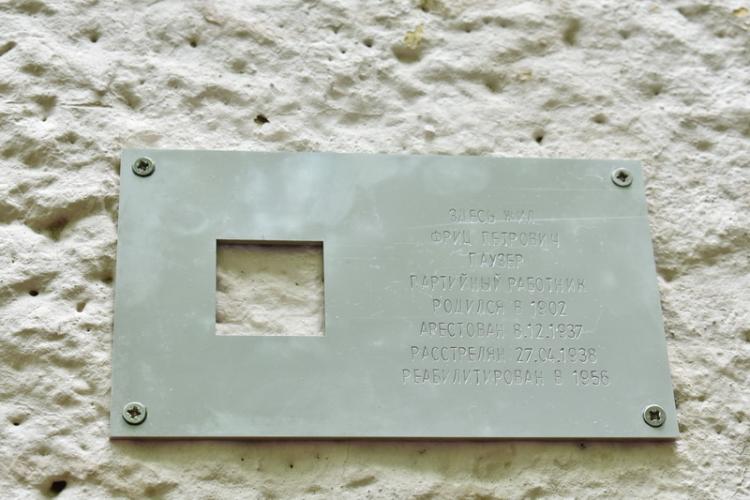 ЗДЕСЬ ЖИЛ
ФРИЦ ПЕТРОВИЧ
ГАУЗЕР
ПАРТИЙНЫЙ РАБОТНИК
РОДИЛСЯ В 1902
АРЕСТОВАН 8.12.1937
РАССТРЕЛЯН 27.04.1938
РЕАБИЛИТИРОВАН В 1956